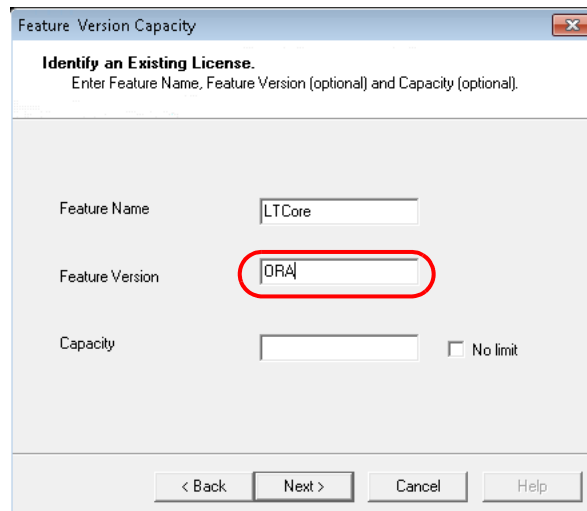 Feature Version Capacity
Identify an Existing License.
Enter Feature Name, Feature Version (optional) and Capacity (optional).
Feature Name LTCore
Feature Version ORA
Capacity No limit
< Back Next > Cancel Help